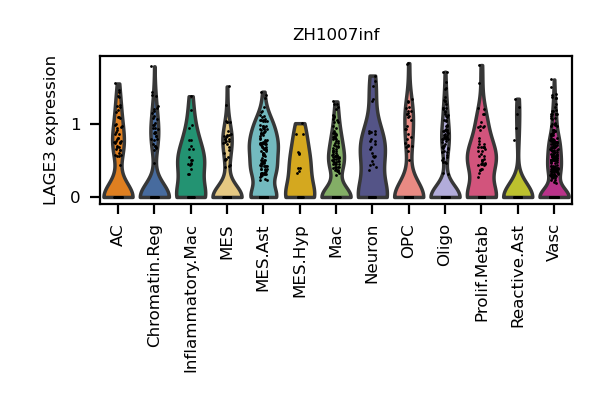 ZH1007inf
LAGE3 expression
1
0
AC
Chromatin.Reg
Inflammatory.Mac
MES
MES.Ast
MES.Hyp
Mac
Neuron
OPC
Oligo
Prolif.Metab
Reactive.Ast
Vasc